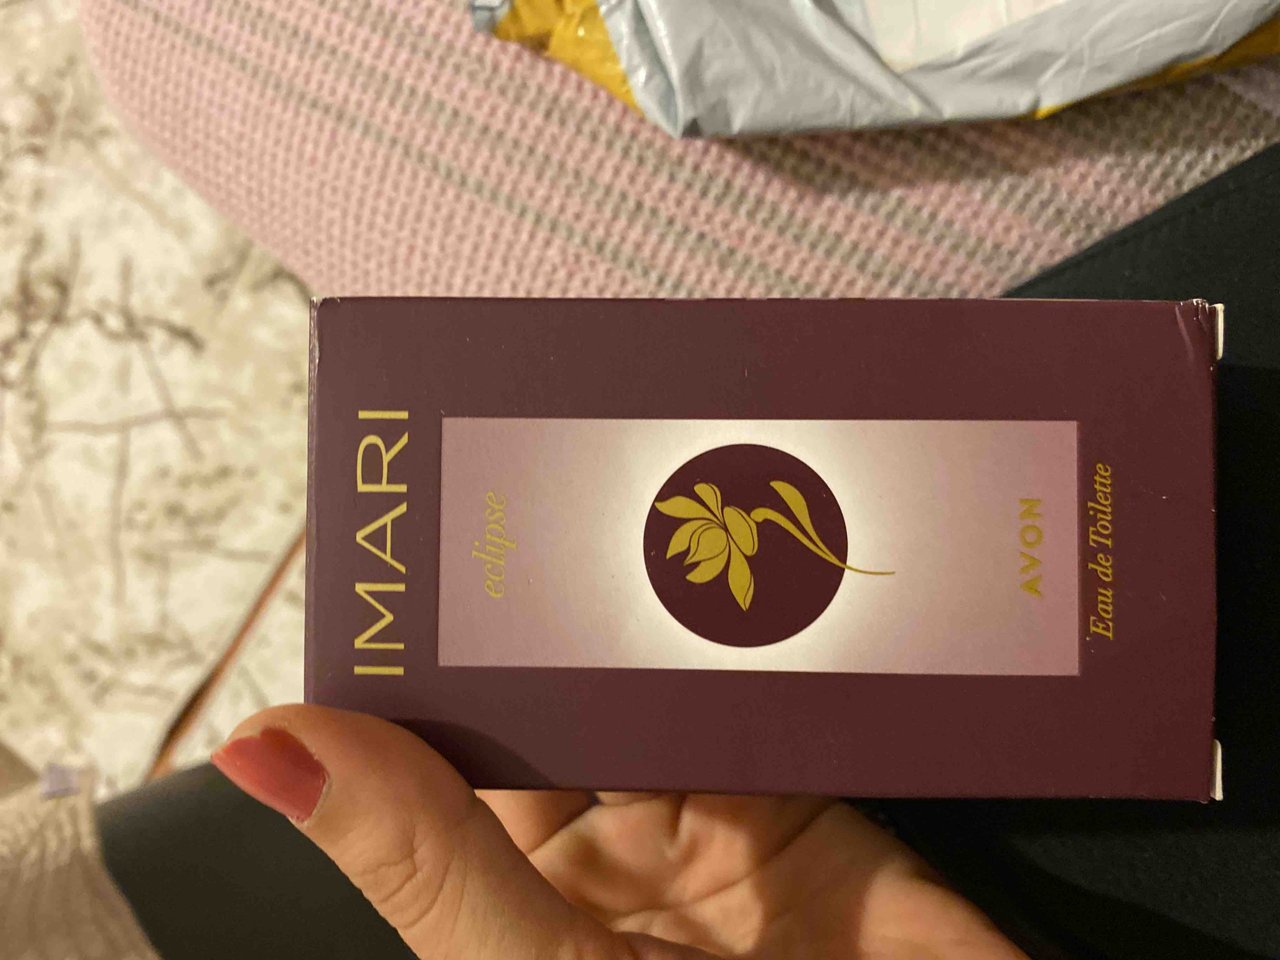 IMARI
eclipse
AVON
Eau de Toilette